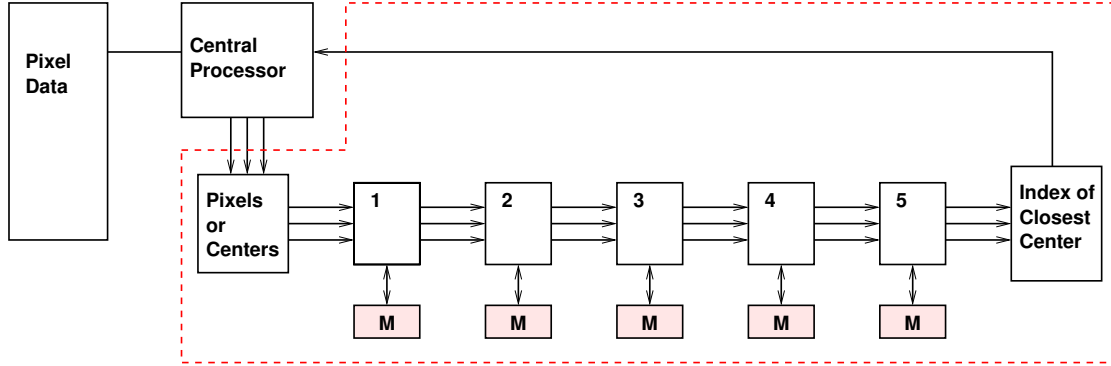 Pixel
Data
Central
Processor
Pixels
or
Centers
1
2
3
4
5
Index of
Closest
Center
M
M
M
M
M